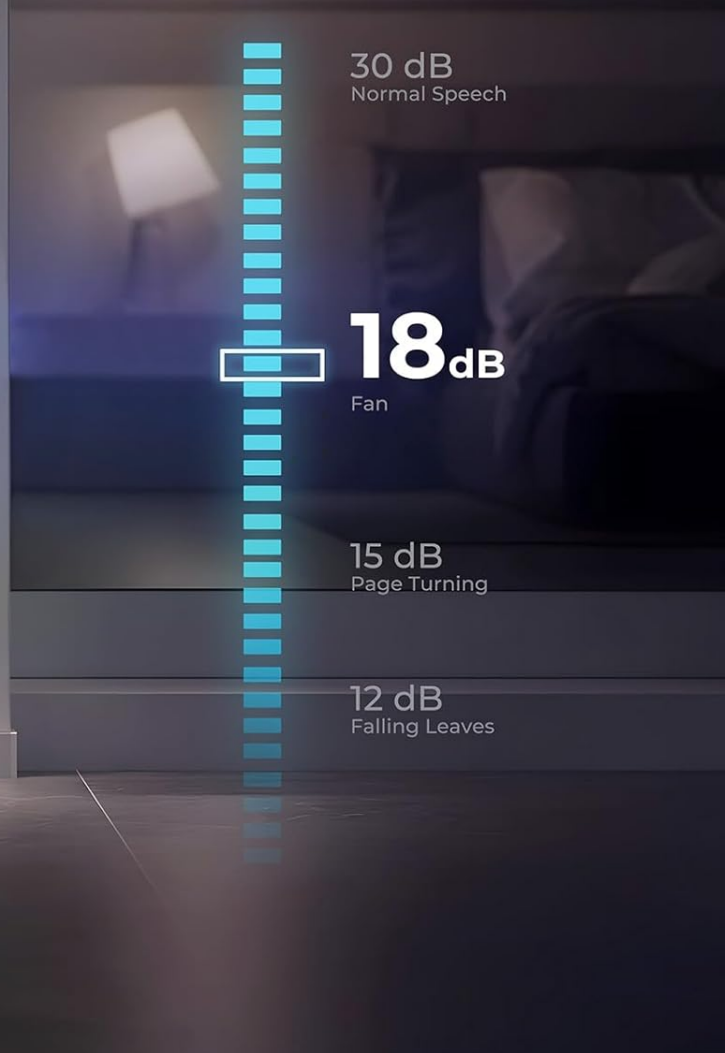 30 dB
Normal Speech
18dB
Fan
15 dB
Page Turning
12 dB
Falling Leaves